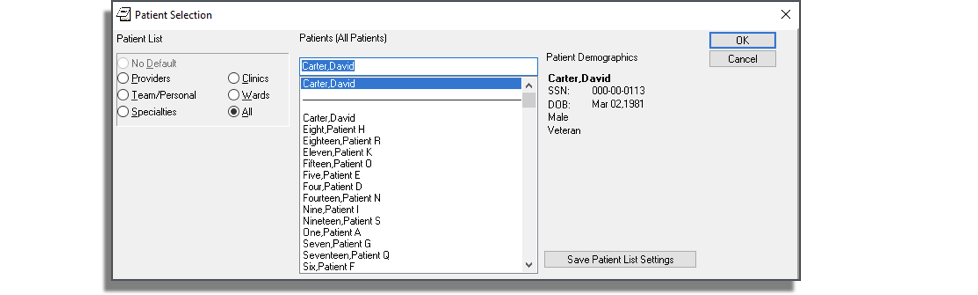 Patient Selection
Patient List
No Default
Providers
Clinics
Team/Personal
Wards
Specialties
All
Patients (All Patients)
Carter,David
Carter,David
Carter,David
Eight,Patient H
Eighteen,Patient R
Eleven,Patient K
Fifteen,Patient O
Five,Patient E
Four,Patient D
Fourteen,Patient N
Nine,Patient I
Nineteen,Patient S
One,Patient A
Seven,Patient G
Seventeen,Patient Q
Six,Patient F
OK
Cancel
Patient Demographics
Carter,David
SSN: 000-00-0113
DOB: Mar 02,1981
Male
Veteran
Save Patient List Settings